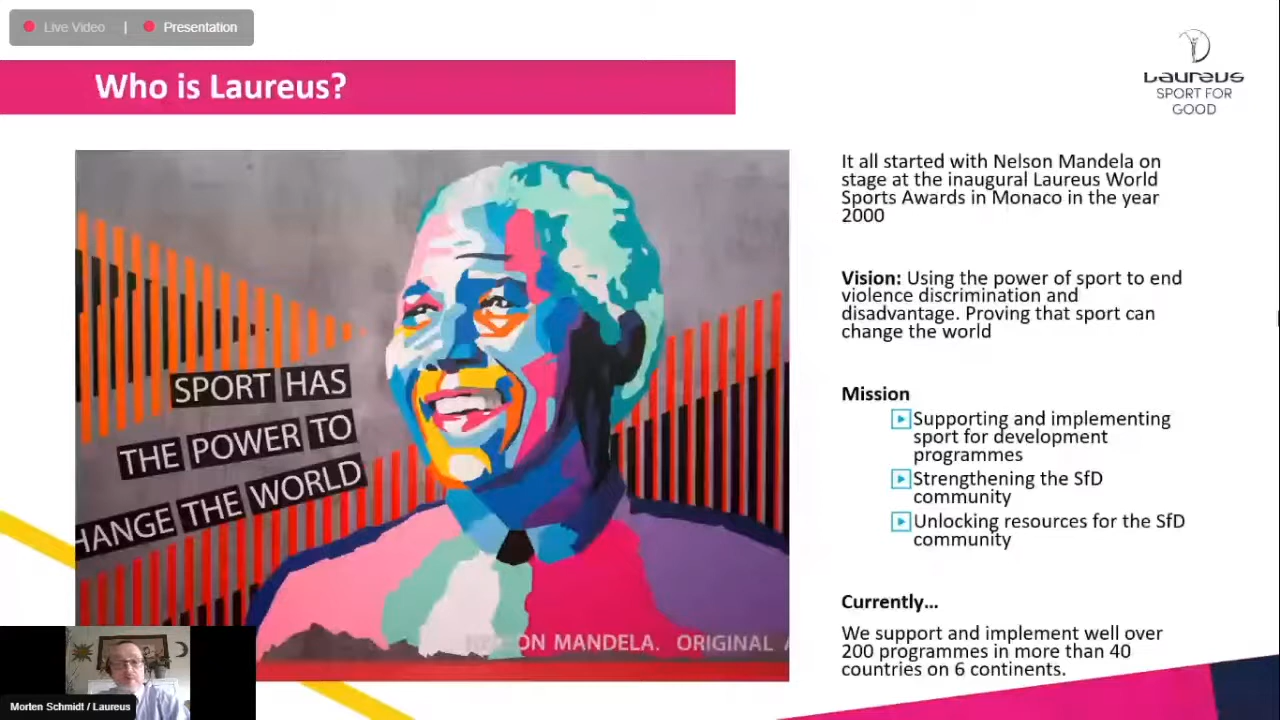 Live Video | Presentation
Who is Laureus?
LAUREUS
SPORT FOR
GOOD
SPORT HAS
THE POWER TO
HANGE THE WORLD
ON MANDELA. ORIGINAL
It all started with Nelson Mandela on
stage at the inaugural Laureus World
Sports Awards in Monaco in the year
2000
Vision: Using the power of sport to end
violence discrimination and
disadvantage. Proving that sport can
change the world
Mission
Supporting and implementing
sport for development
programmes
Strengthening the SfD
community
Unlocking resources for the SfD
community
Currently...
We support and implement well over
200 programmes in more than 40
countries on 6 continents.
Morten Schmidt / Laureus